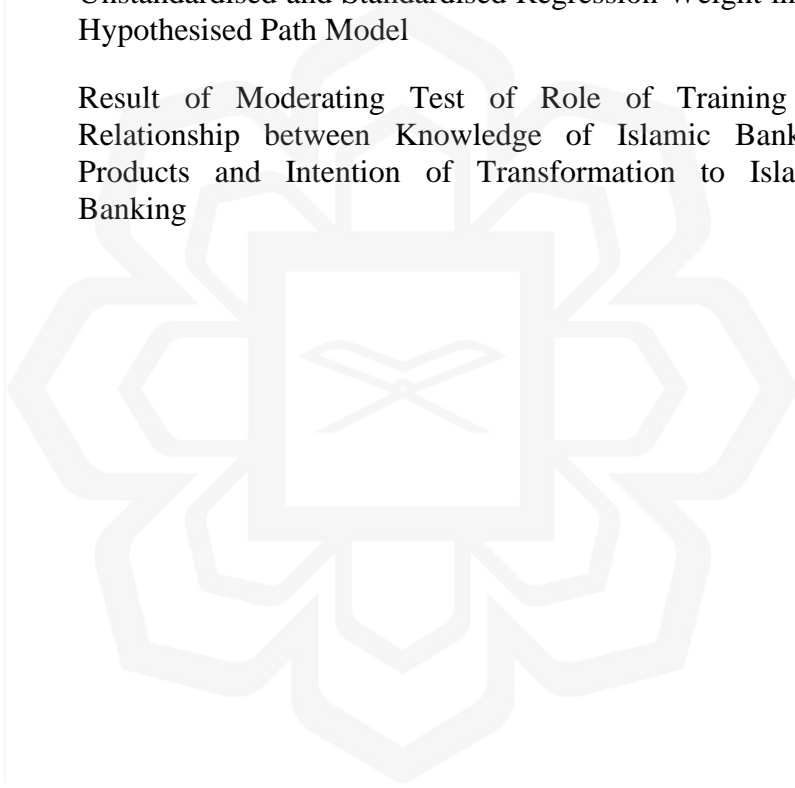 Unstandardised and Standardised Regression Weight in
Hypothesised Path Model
Result of Moderating Test of Role of Training
Relationship between Knowledge of Islamic Bank
Products and Intention of Transformation to Isla
Banking